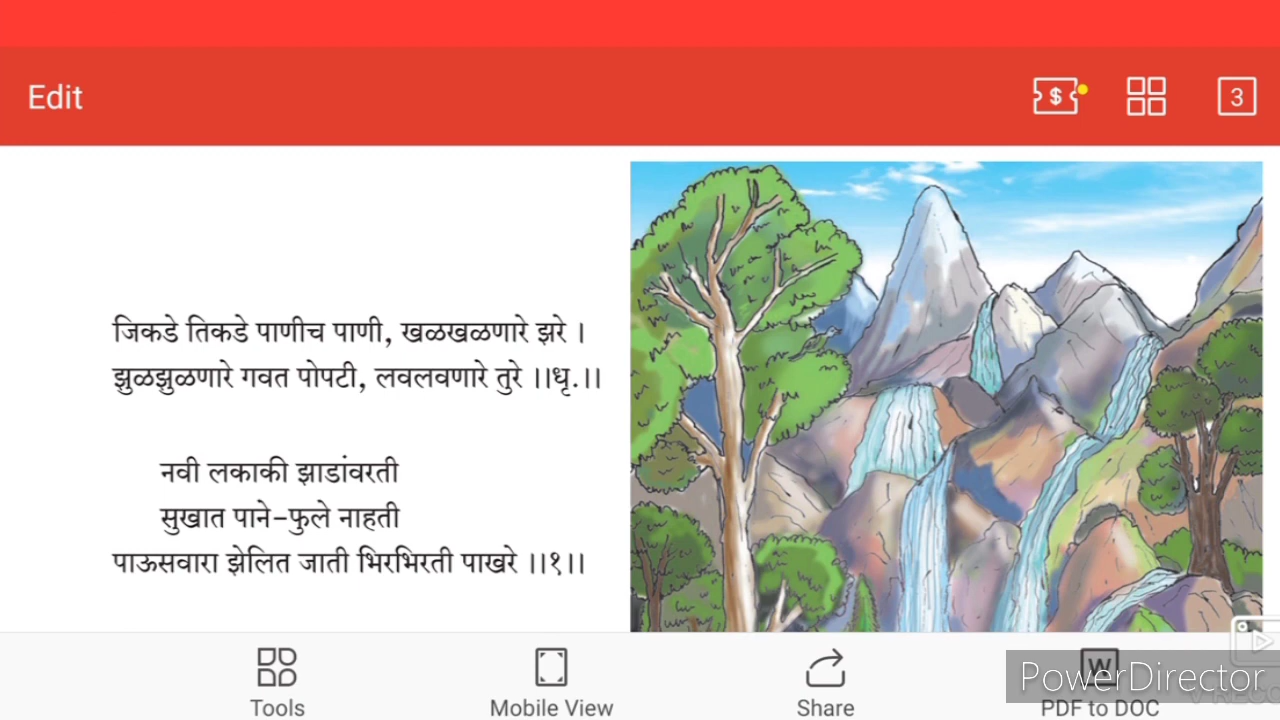 Edit
$
3
जिकडे तिकडे पाणीच पाणी, खळखळणारे झरे ।
झुळझुळणारे गवत पोपटी, लवलवणारे तुरे ।।धृ.।।
नवी लकाकी झाडांवरती
सुखात पाने-फुले नाहती
पाऊसवारा झेलित जाती भिरभिरती पाखरे ।।१।।
Tools
Mobile View
Share
W
PDF to DOC
PowerDirector